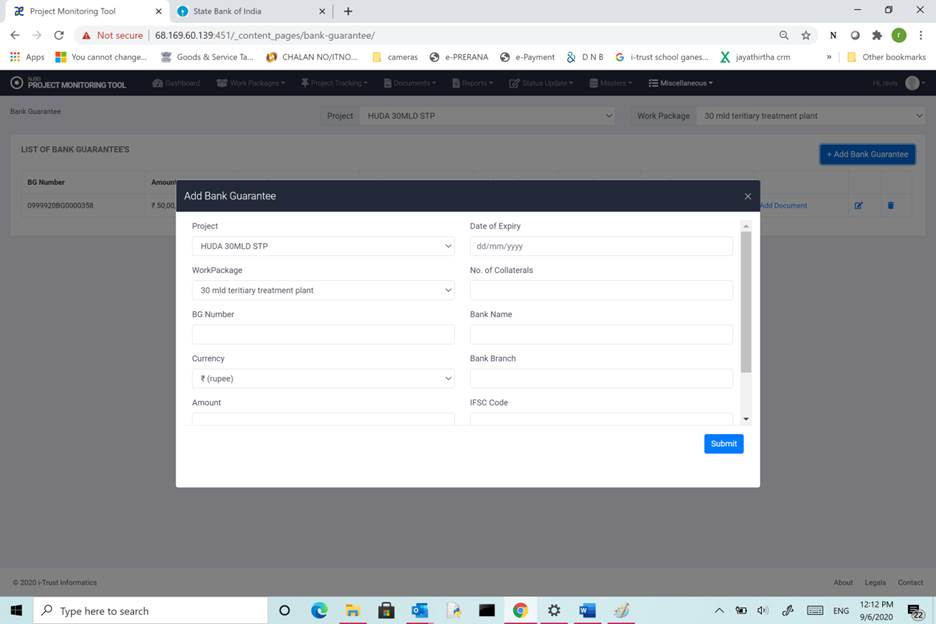 Project Monitoring Tool
State Bank of India
Not secure
68.169.60.139:451/_content_pages/bank-guarantee/
N
r
Apps
You cannot change...
Goods & Service Ta...
CHALAN NO/ITNO...
cameras
e-PRERANA
e-Payment
D N B
i-trust school ganes...
jayathirtha crm
»
Other bookmarks
PROJECT MONITORING TOOL
Dashboard
Work Packages
Project Tracking
Documents
Reports
Status Update
Masters
Miscellaneous
Bank Guarantee
Project
HUDA 30MLD STP
Work Package
30 mld teritiary treatment plant
LIST OF BANK GUARANTEE'S
+ Add Bank Guarantee
BG Number
Amount
0999920BG0000358
₹ 50,00,
Add Document
Add Bank Guarantee
×
Project
HUDA 30MLD STP
Date of Expiry
dd/mm/yyyy
WorkPackage
30 mld teritiary treatment plant
No. of Collaterals
BG Number
Bank Name
Currency
₹ (rupee)
Bank Branch
Amount
IFSC Code
Submit
© 2020 i-Trust Informatics
About
Legals
Contact
Type here to search
ENG
12:12 PM
9/6/2020
22